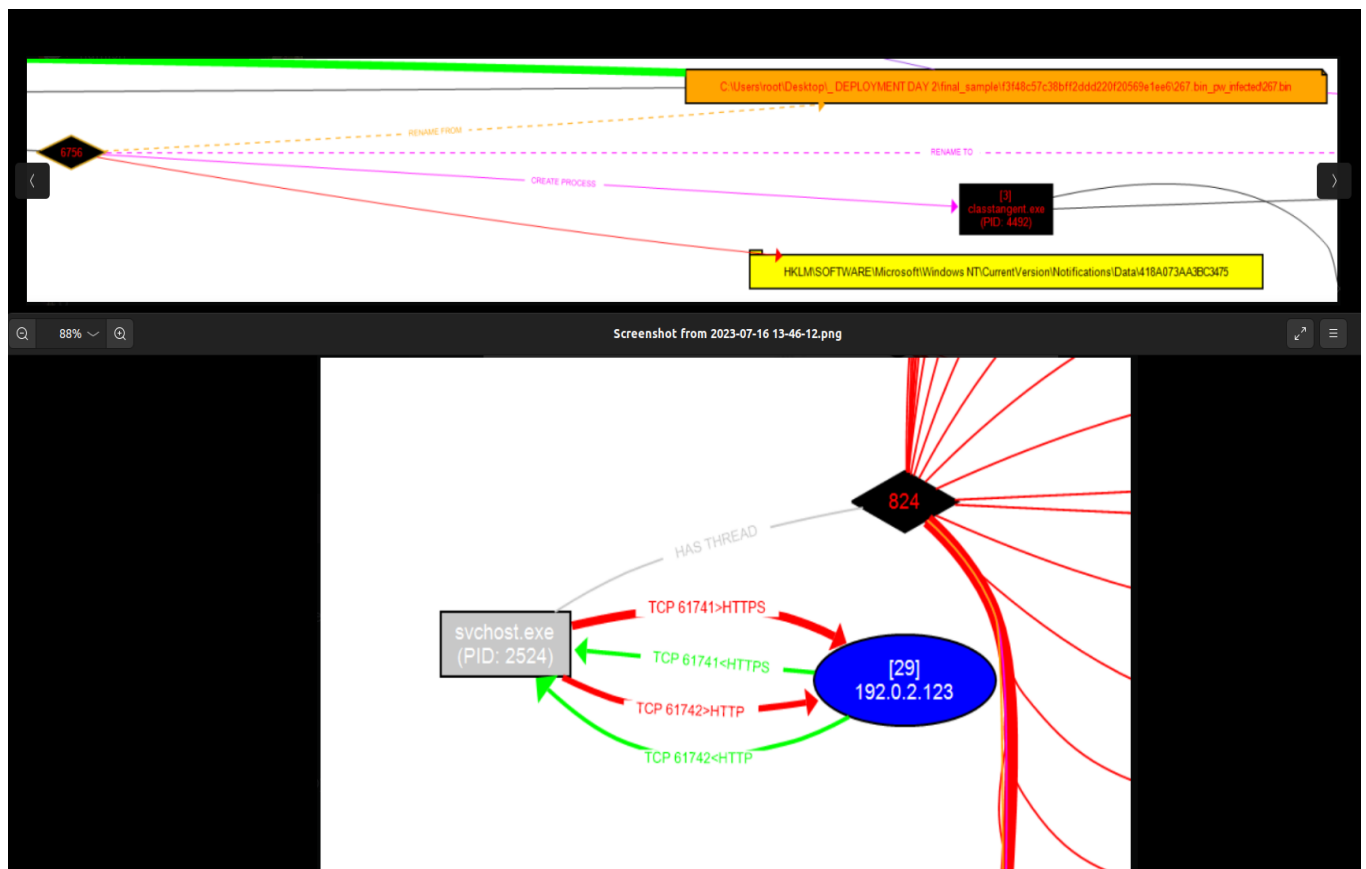 C:\Users\root\Desktop\_ DEPLOYMENT DAY 2\final_sample\f3f48c57c38bff2ddd220f20569e1ee6\267.bin_pw_infected\267.bin
RENAME FROM
6756
RENAME TO
CREATE PROCESS
[3]
classtangent.exe
(PID: 4492)
HKLM\SOFTWARE\Microsoft\Windows NT\CurrentVersion\Notifications\Data\418A073AA3BC3475
88%
Screenshot from 2023-07-16 13-46-12.png
824
HAS THREAD
TCP 61741>HTTPS
svchost.exe
(PID: 2524)
TCP 61741<HTTPS
[29]
192.0.2.123
TCP 61742>HTTP
TCP 61742<HTTP